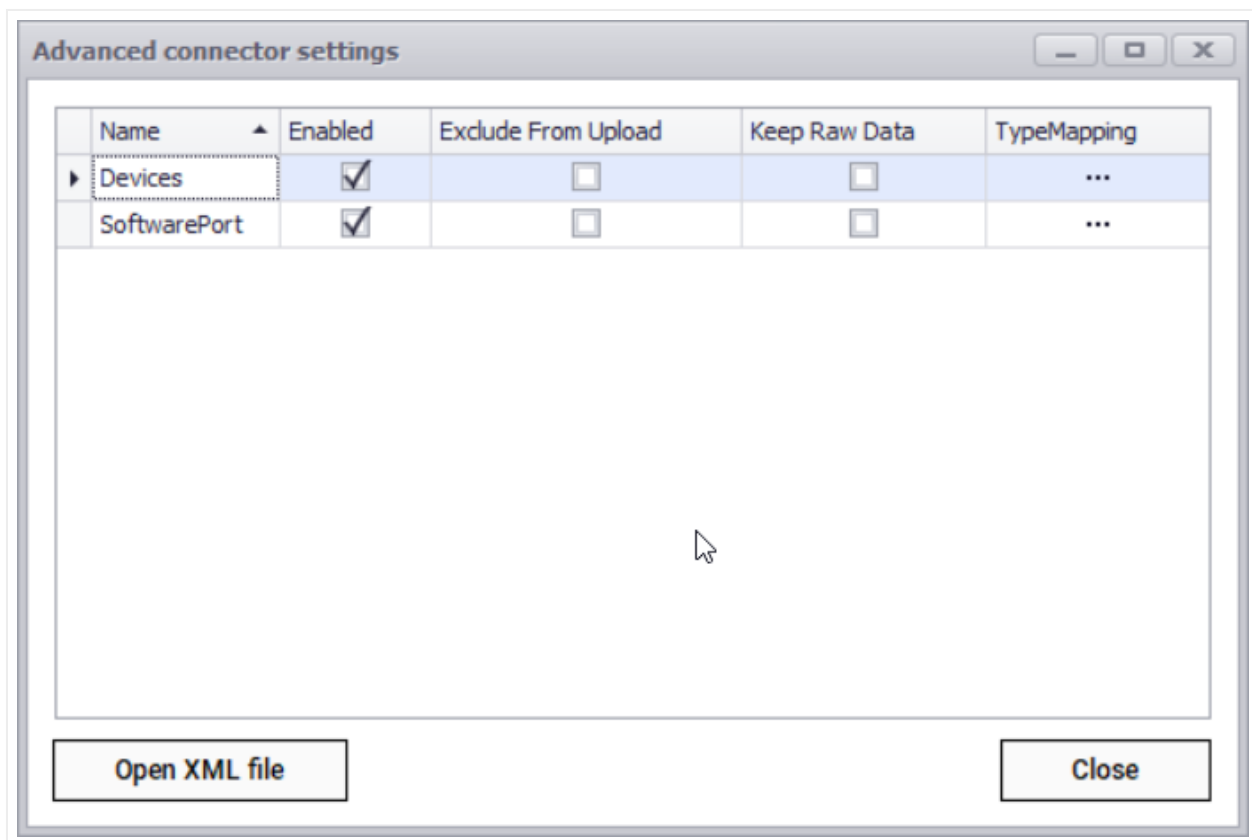 Advanced connector settings
Name Enabled Exclude From Upload Keep Raw Data TypeMapping
Devices ...
SoftwarePort ...
Open XML file Close